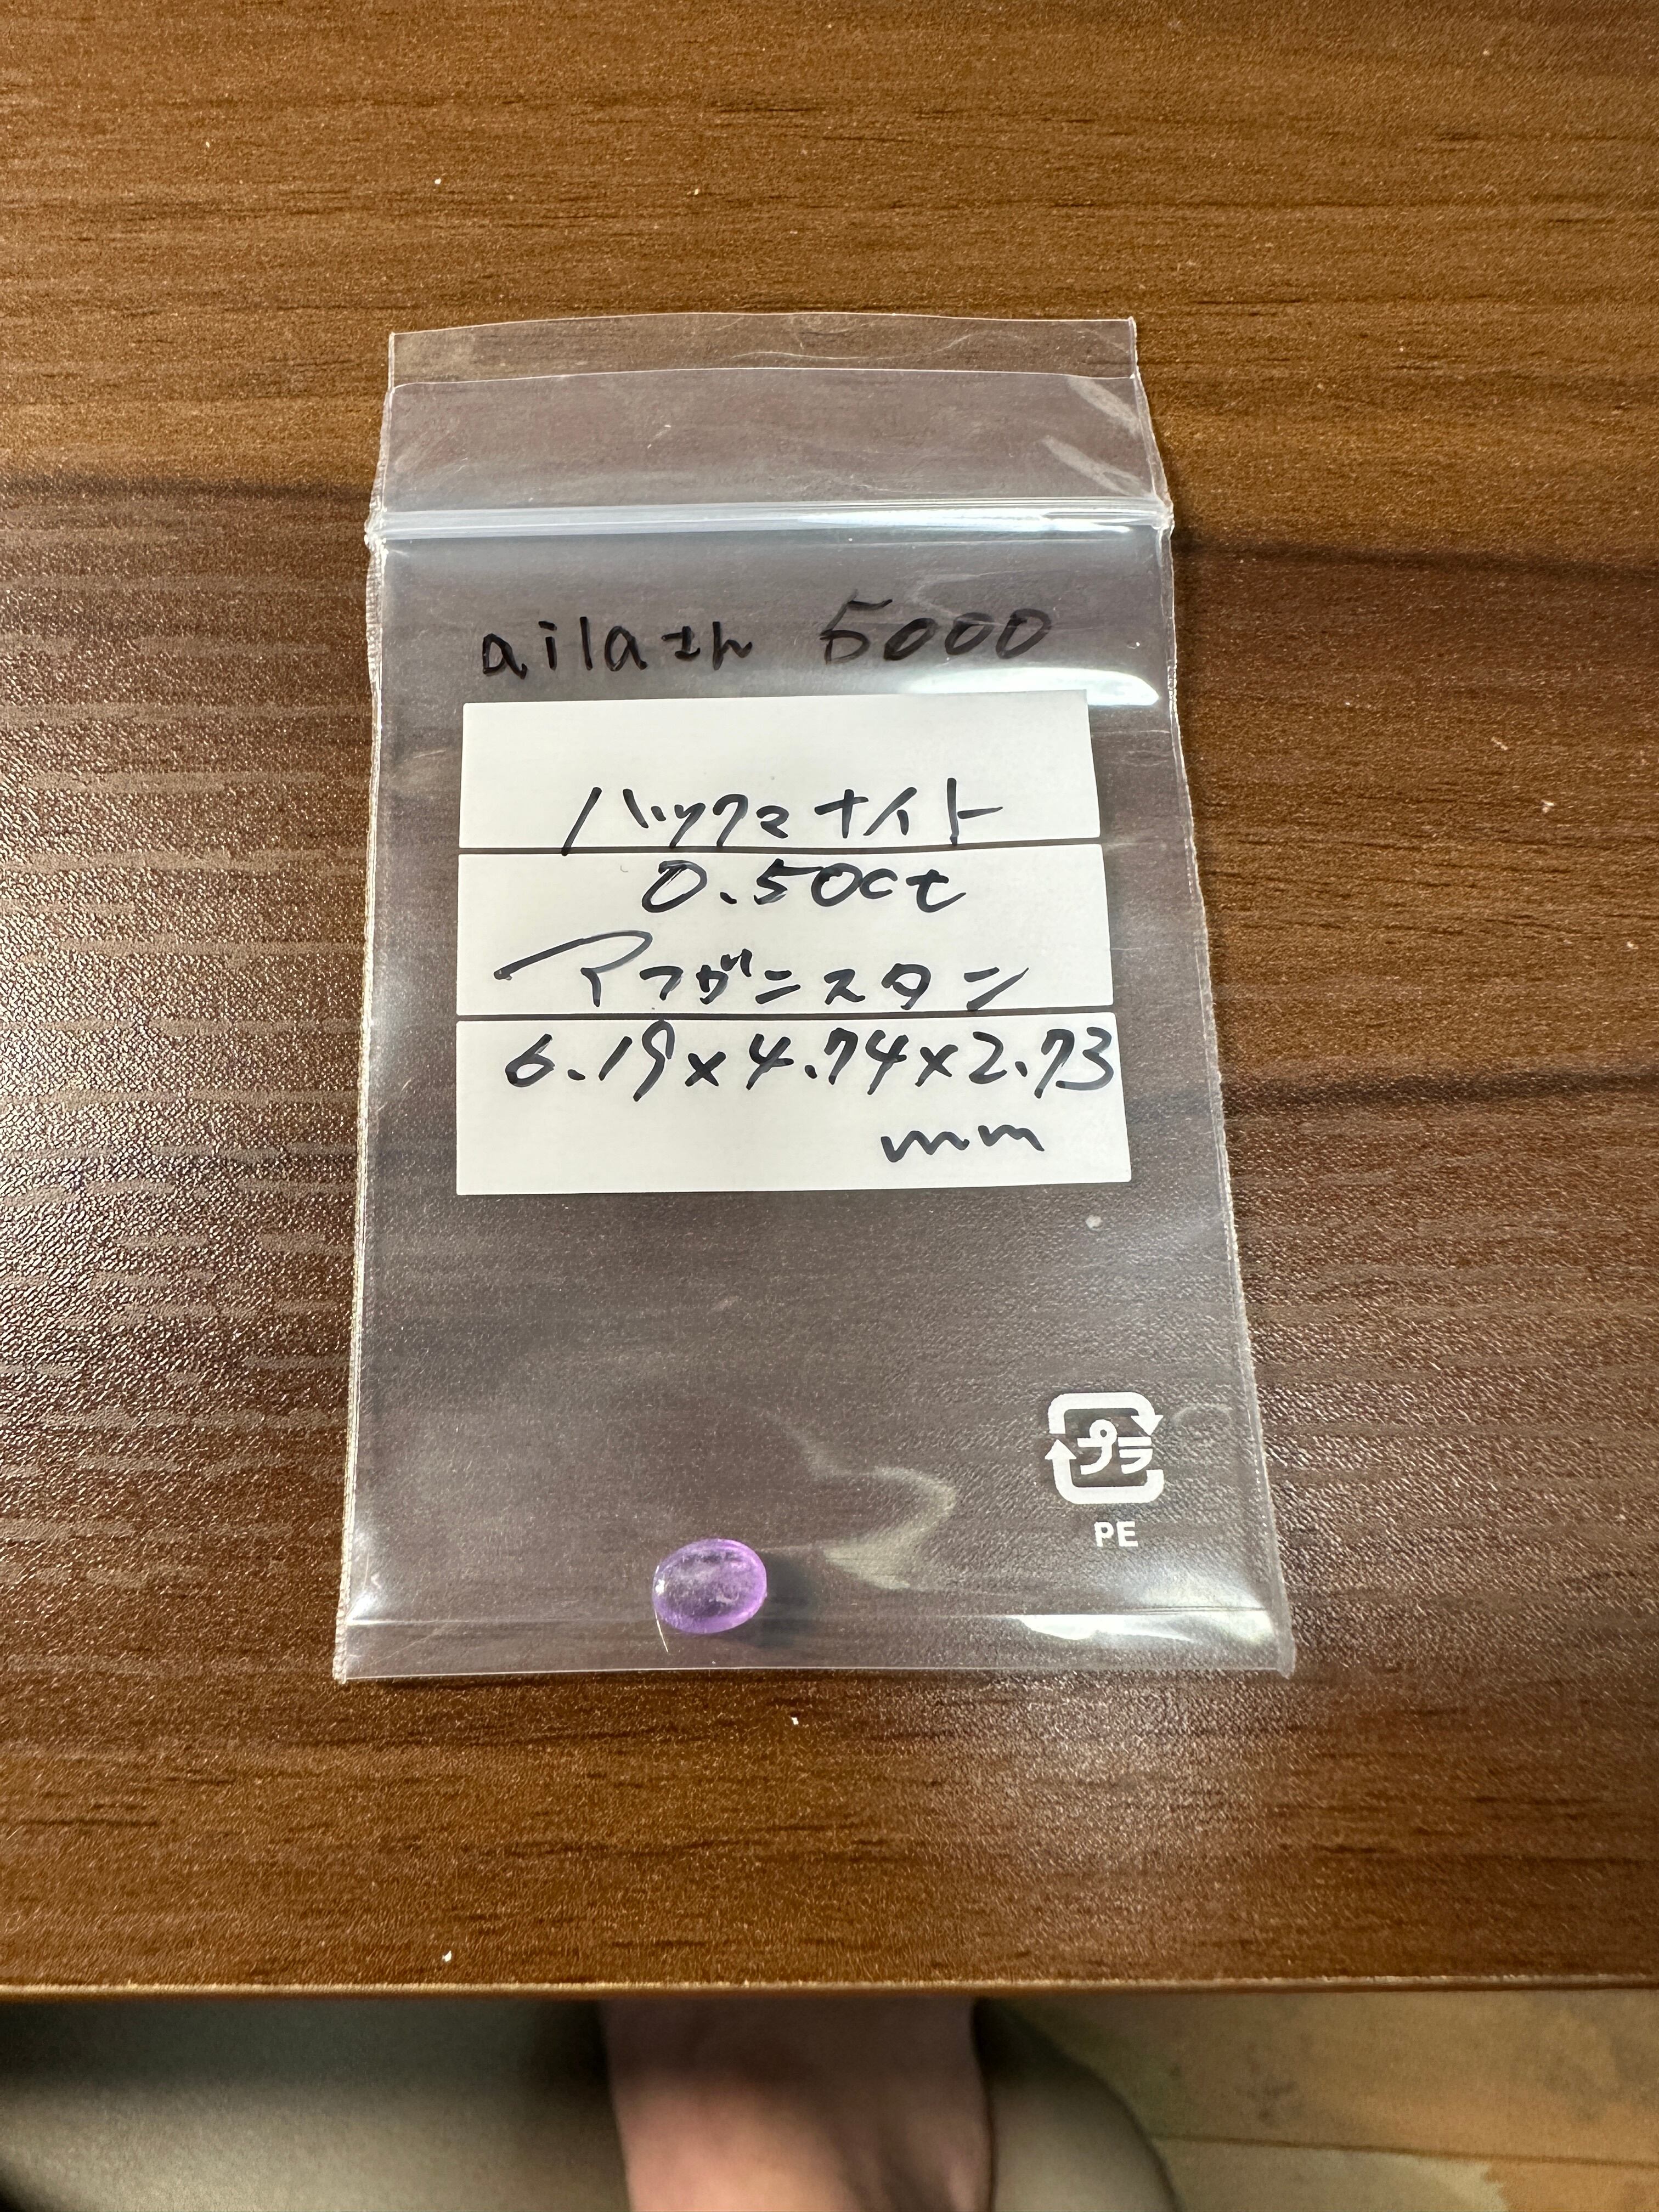 ailaさん 5000
ハックマナイト
0.50ct
アフガニスタン
6.19×4.74×2.73
mm
プラ
PE